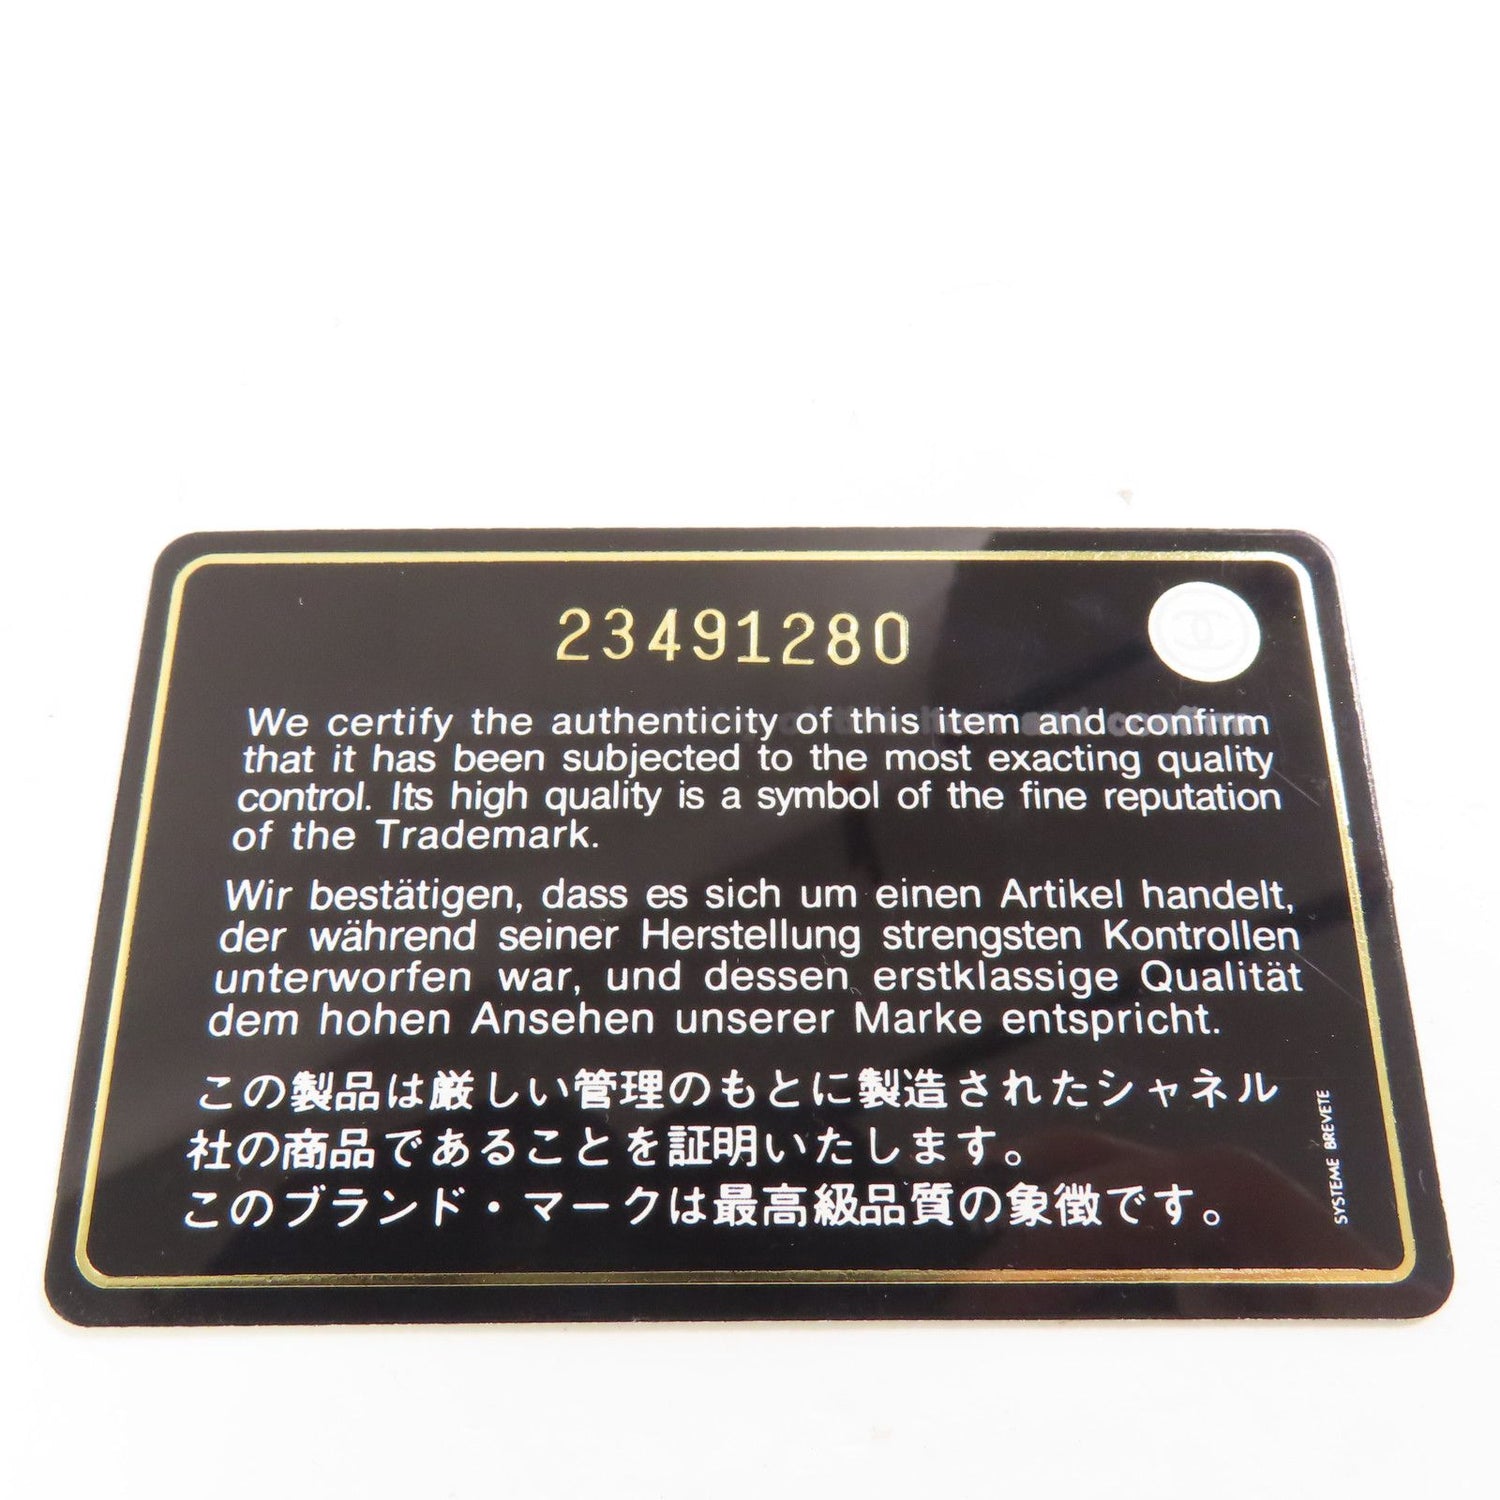 23491280
We certify the authenticity of this item and confirm
that it has been subjected to the most exacting quality
control. Its high quality is a symbol of the fine reputation
of the Trademark.
Wir bestätigen, dass es sich um einen Artikel handelt,
der während seiner Herstellung strengsten Kontrollen
unterworfen war, und dessen erstklassige Qualität
dem hohen Ansehen unserer Marke entspricht.
この製品は厳しい管理のもとに製造されたシャネル
社の商品であることを証明いたします。
このブランド・マークは最高級品質の象徴です。
SYSTEME BREVETE